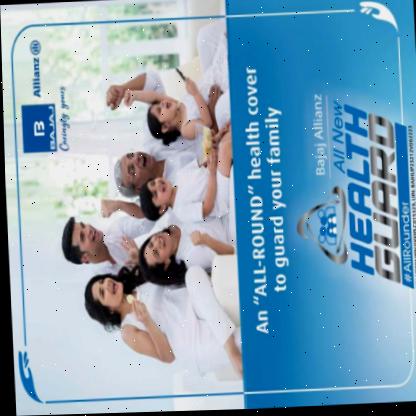 B
BAJAJ
Allianz
Caringly yours
An "ALL-ROUND" health cover
to guard your family
Bajaj Allianz
All New
HEALTH
GUARD
#AllRounder